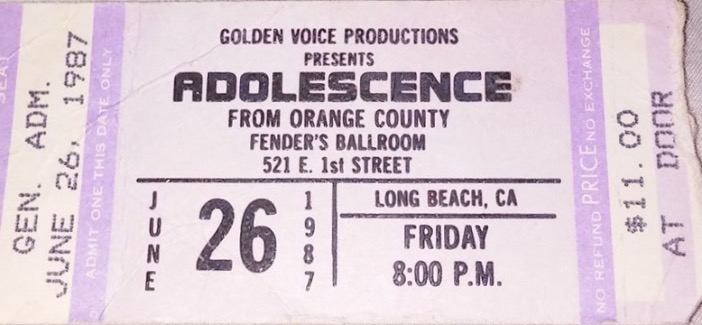 SEAT
GEN. ADM.
JUNE 26, 1987
ADMIT ONE THIS DATE ONLY
GOLDEN VOICE PRODUCTIONS
PRESENTS
ADOLESCENCE
FROM ORANGE COUNTY
FENDER'S BALLROOM
521 E. 1st STREET
JUNE
26
1987
LONG BEACH, CA
FRIDAY
8:00 P.M.
NO REFUND PRICE NO EXCHANGE
$11.00
AT DOOR